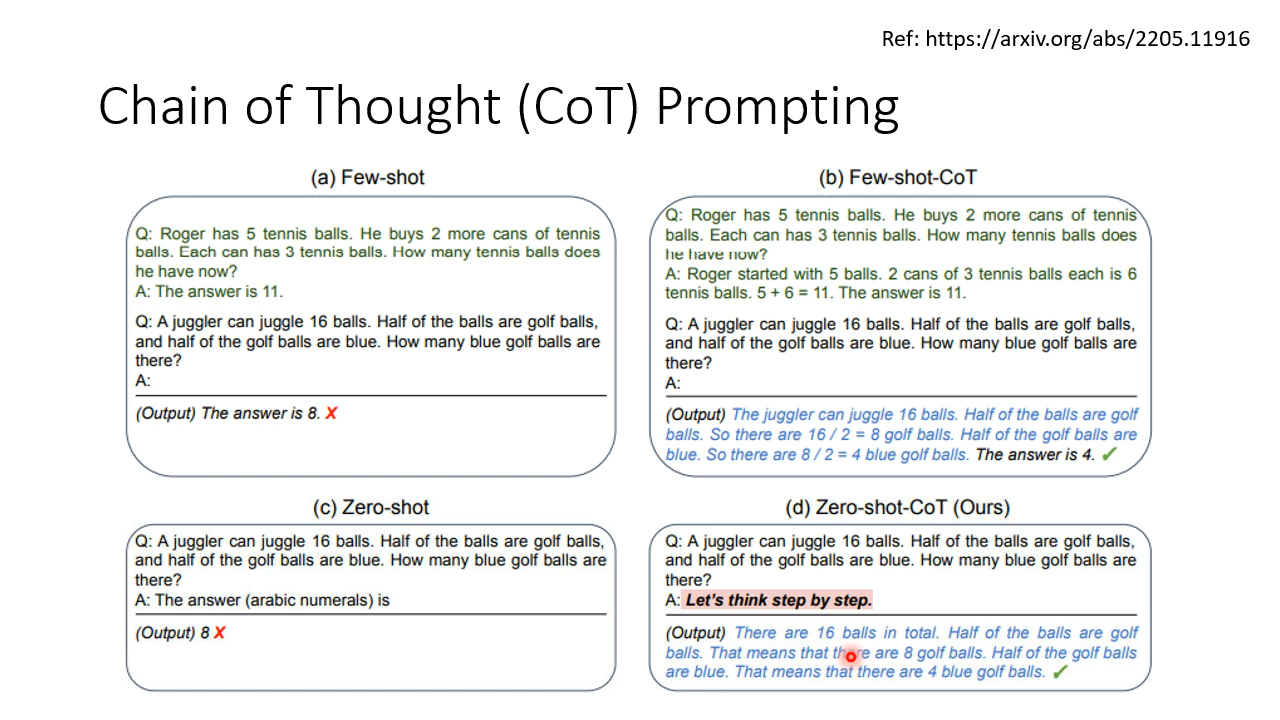 Ref: https://arxiv.org/abs/2205.11916
Chain of Thought (CoT) Prompting
(a) Few-shot
Q: Roger has 5 tennis balls. He buys 2 more cans of tennis
balls. Each can has 3 tennis balls. How many tennis balls does
he have now?
A: The answer is 11.
Q: A juggler can juggle 16 balls. Half of the balls are golf balls,
and half of the golf balls are blue. How many blue golf balls are
there?
A:
(Output) The answer is 8. X
(b) Few-shot-CoT
Q: Roger has 5 tennis balls. He buys 2 more cans of tennis
balls. Each can has 3 tennis balls. How many tennis balls does
he have now?
A: Roger started with 5 balls. 2 cans of 3 tennis balls each is 6
tennis balls. 5 + 6 = 11. The answer is 11.
Q: A juggler can juggle 16 balls. Half of the balls are golf balls,
and half of the golf balls are blue. How many blue golf balls are
there?
A:
(Output) The juggler can juggle 16 balls. Half of the balls are golf
balls. So there are 16 / 2 = 8 golf balls. Half of the golf balls are
blue. So there are 8 / 2 = 4 blue golf balls. The answer is 4. ✓
(c) Zero-shot
Q: A juggler can juggle 16 balls. Half of the balls are golf balls,
and half of the golf balls are blue. How many blue golf balls are
there?
A: The answer (arabic numerals) is
(Output) 8 X
(d) Zero-shot-CoT (Ours)
Q: A juggler can juggle 16 balls. Half of the balls are golf balls,
and half of the golf balls are blue. How many blue golf balls are
there?
A: Let's think step by step.
(Output) There are 16 balls in total. Half of the balls are golf
balls. That means that there are 8 golf balls. Half of the golf balls
are blue. That means that there are 4 blue golf balls. ✓